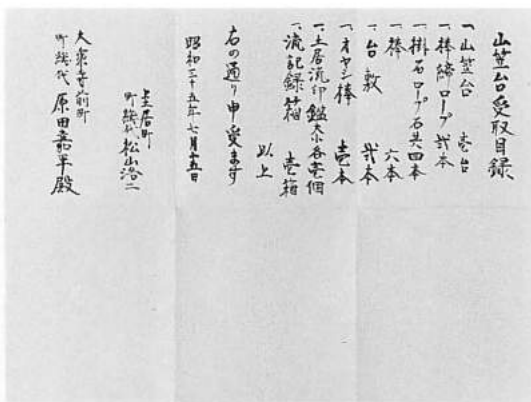 山笠台受取目録
一、山笠台 壱台
一、棒締ロープ 弐本
一、掛石ロープ石共四本
一、棒 六本
一、台敷 弐本
一、オヤシ棒 壱本
一、土居流印鑑大小各壱個
一、流記録箱 壱箱
以上
右の通り申受ます
昭和三十五年七月十五日
土居町
町総代 松山治二
大乗寺前町
町総代 原田嘉平殿